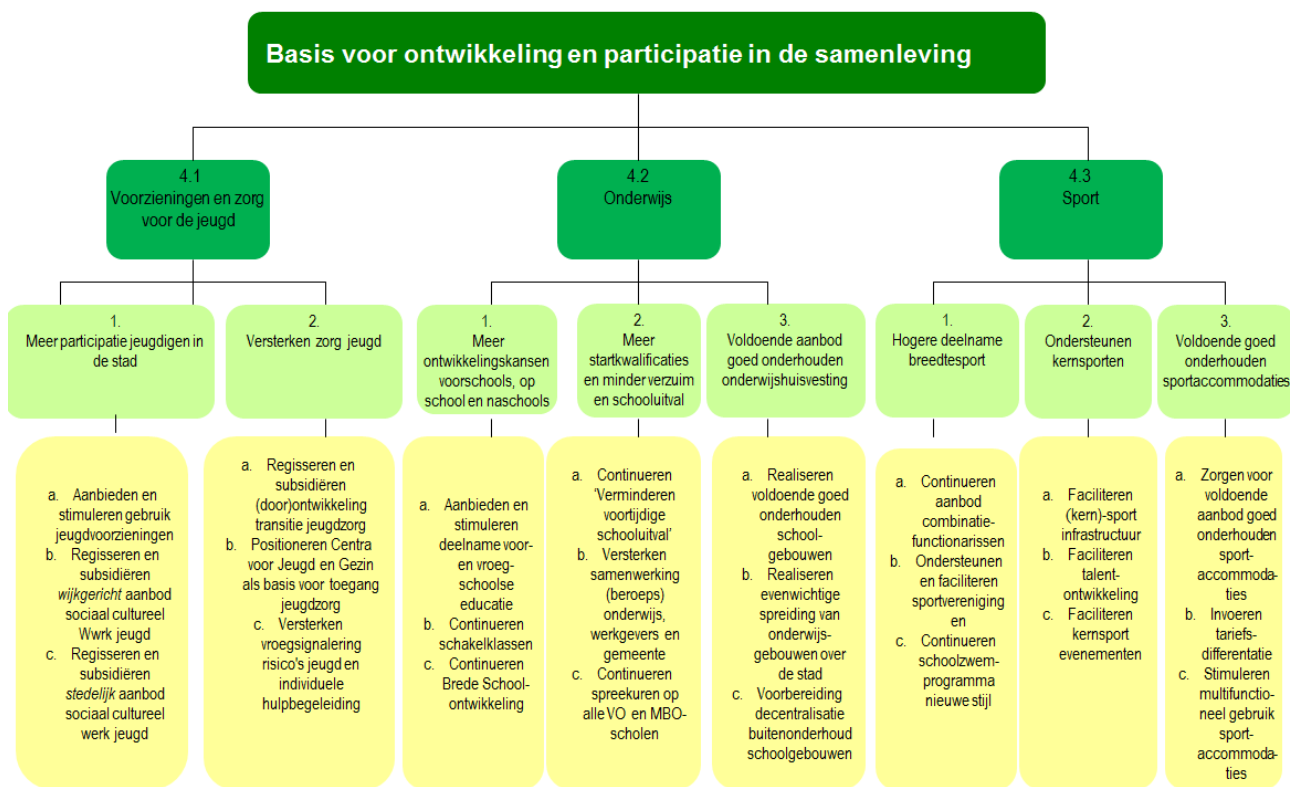 Basis voor ontwikkeling en participatie in de samenleving
4.1
Voorzieningen en zorg
voor de jeugd
4.2
Onderwijs
4.3
Sport
1.
Meer participatie jeugdigen in
de stad
2.
Versterken zorg jeugd
1.
Meer
ontwikkelingskansen
voorschools, op
school en naschools
2.
Meer
startkwalificaties
en minder verzuim
en schooluitval
3.
Voldoende aanbod
goed onderhouden
onderwijshuisvesting
1.
Hogere deelname
breedtesport
2.
Ondersteunen
kernsporten
3.
Voldoende goed
onderhouden
sportaccommodaties
a. Aanbieden en
stimuleren gebruik
jeugdvoorzieningen
b. Regisseren en
subsidiëren
wijkgericht aanbod
sociaal cultureel
Wwrk jeugd
c. Regisseren en
subsidiëren
stedelijk aanbod
sociaal cultureel
werk jeugd
a. Regisseren en
subsidiëren
(door)ontwikkeling
transitie jeugdzorg
b. Positioneren Centra
voor Jeugd en Gezin
als basis voor toegang
jeugdzorg
c. Versterken
vroegsignalering
risico's jeugd en
individuele
hulpbegeleiding
a. Aanbieden en
stimuleren
deelname voor-
en vroeg-
schoolse
educatie
b. Continueren
schakelklassen
c. Continueren
Brede School-
ontwikkeling
a. Continueren
'Verminderen
voortijdige
schooluitval'
b. Versterken
samenwerking
(beroeps)
onderwijs,
werkgevers en
gemeente
c. Continueren
spreekuren op
alle VO en MBO-
scholen
a. Realiseren
voldoende goed
onderhouden
school-
gebouwen
b. Realiseren
evenwichtige
spreiding van
onderwijs-
gebouwen over
de stad
c. Voorbereiding
decentralisatie
buitenonderhoud
schoolgebouwen
a. Continueren
aanbod
combinatie-
functionarissen
b. Ondersteunen
en faciliteren
sportvereniging
en
c. Continueren
schoolzwem-
programma
nieuwe stijl
a. Faciliteren
(kern)-sport
infrastructuur
b. Faciliteren
talent-
ontwikkeling
c. Faciliteren
kernsport
evenementen
a. Zorgen voor
voldoende
aanbod goed
onderhouden
sport-
accommoda-
ties
b. Invoeren
tariefs-
differentatie
c. Stimuleren
multifunctio-
neel gebruik
sport-
accommoda-
ties